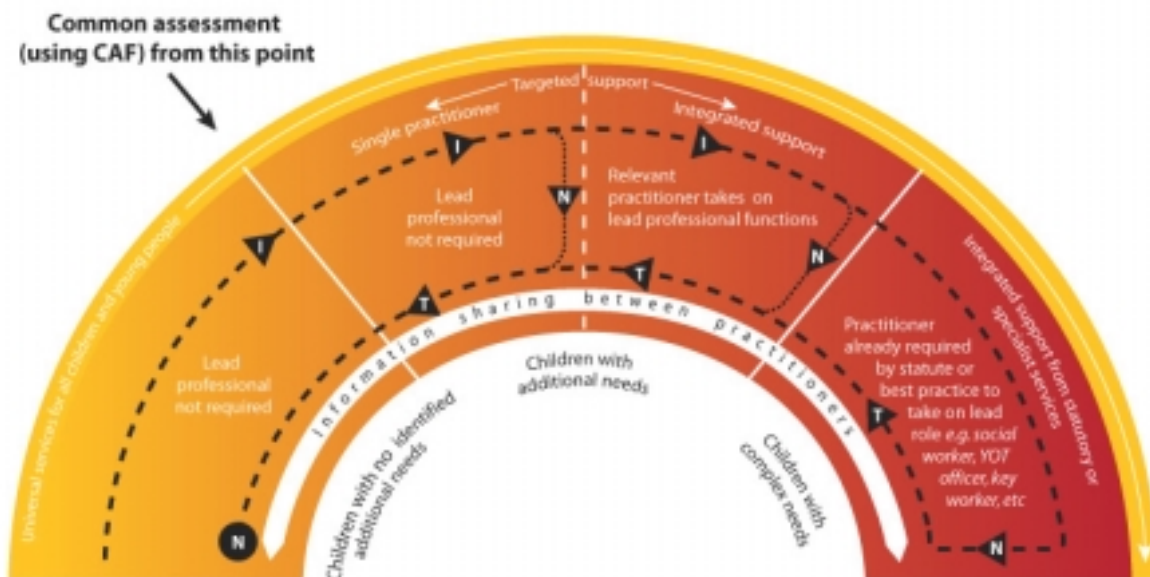 Common assessment
(using CAF) from this point
Targeted support
Single practitioner
Integrated support
I
I
I
Lead
professional
not required
N
Relevant
practitioner takes on
lead professional functions
N
Universal services for all children and young people
Integrated support from statutory or
specialist services
T
T
Information sharing between practitioners
Lead
professional
not required
Children with
additional needs
Practitioner
already required
by statute or
best practice to
take on lead
role e.g. social
worker, YOT
officer, key
worker, etc
T
Children with no identified
additional needs
Children with
complex needs
N
N